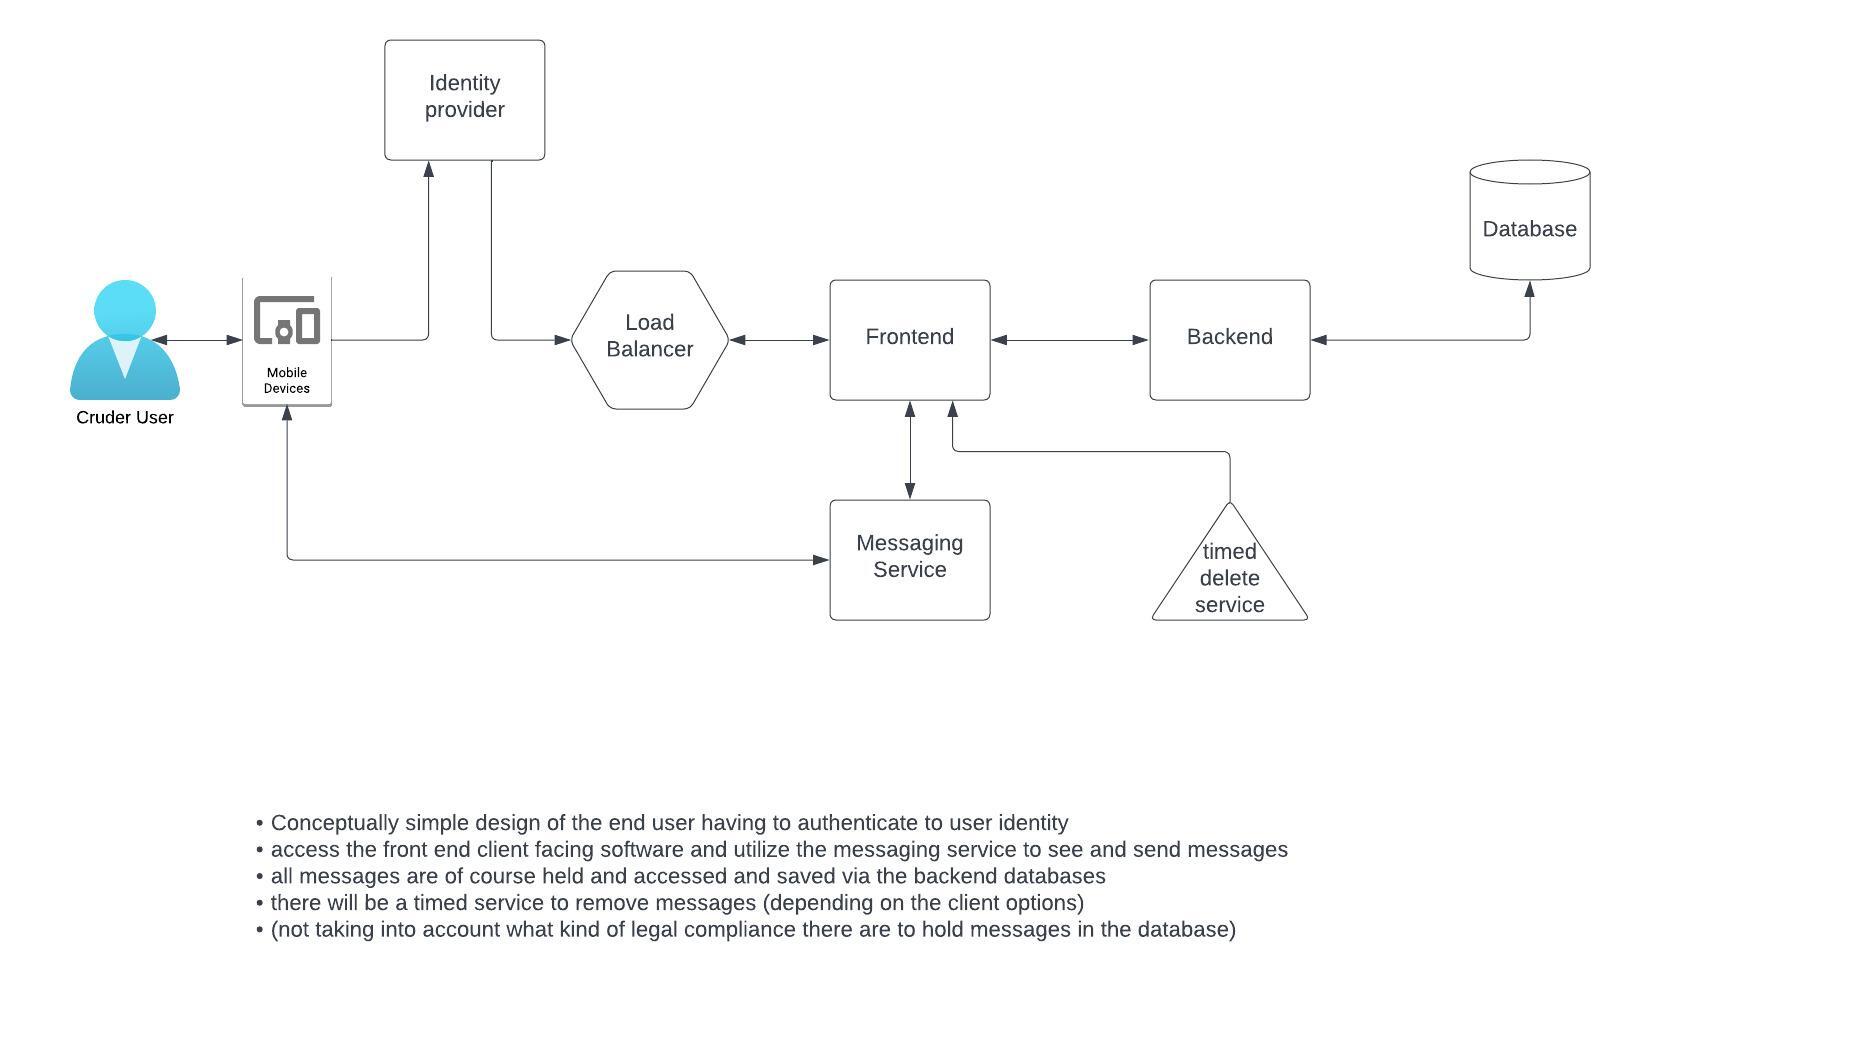 Identity
provider
Database
Load
Balancer
Frontend
Backend
Mobile
Devices
Cruder User
Messaging
Service
timed
delete
service
• Conceptually simple design of the end user having to authenticate to user identity
• access the front end client facing software and utilize the messaging service to see and send messages
• all messages are of course held and accessed and saved via the backend databases
• there will be a timed service to remove messages (depending on the client options)
• (not taking into account what kind of legal compliance there are to hold messages in the database)